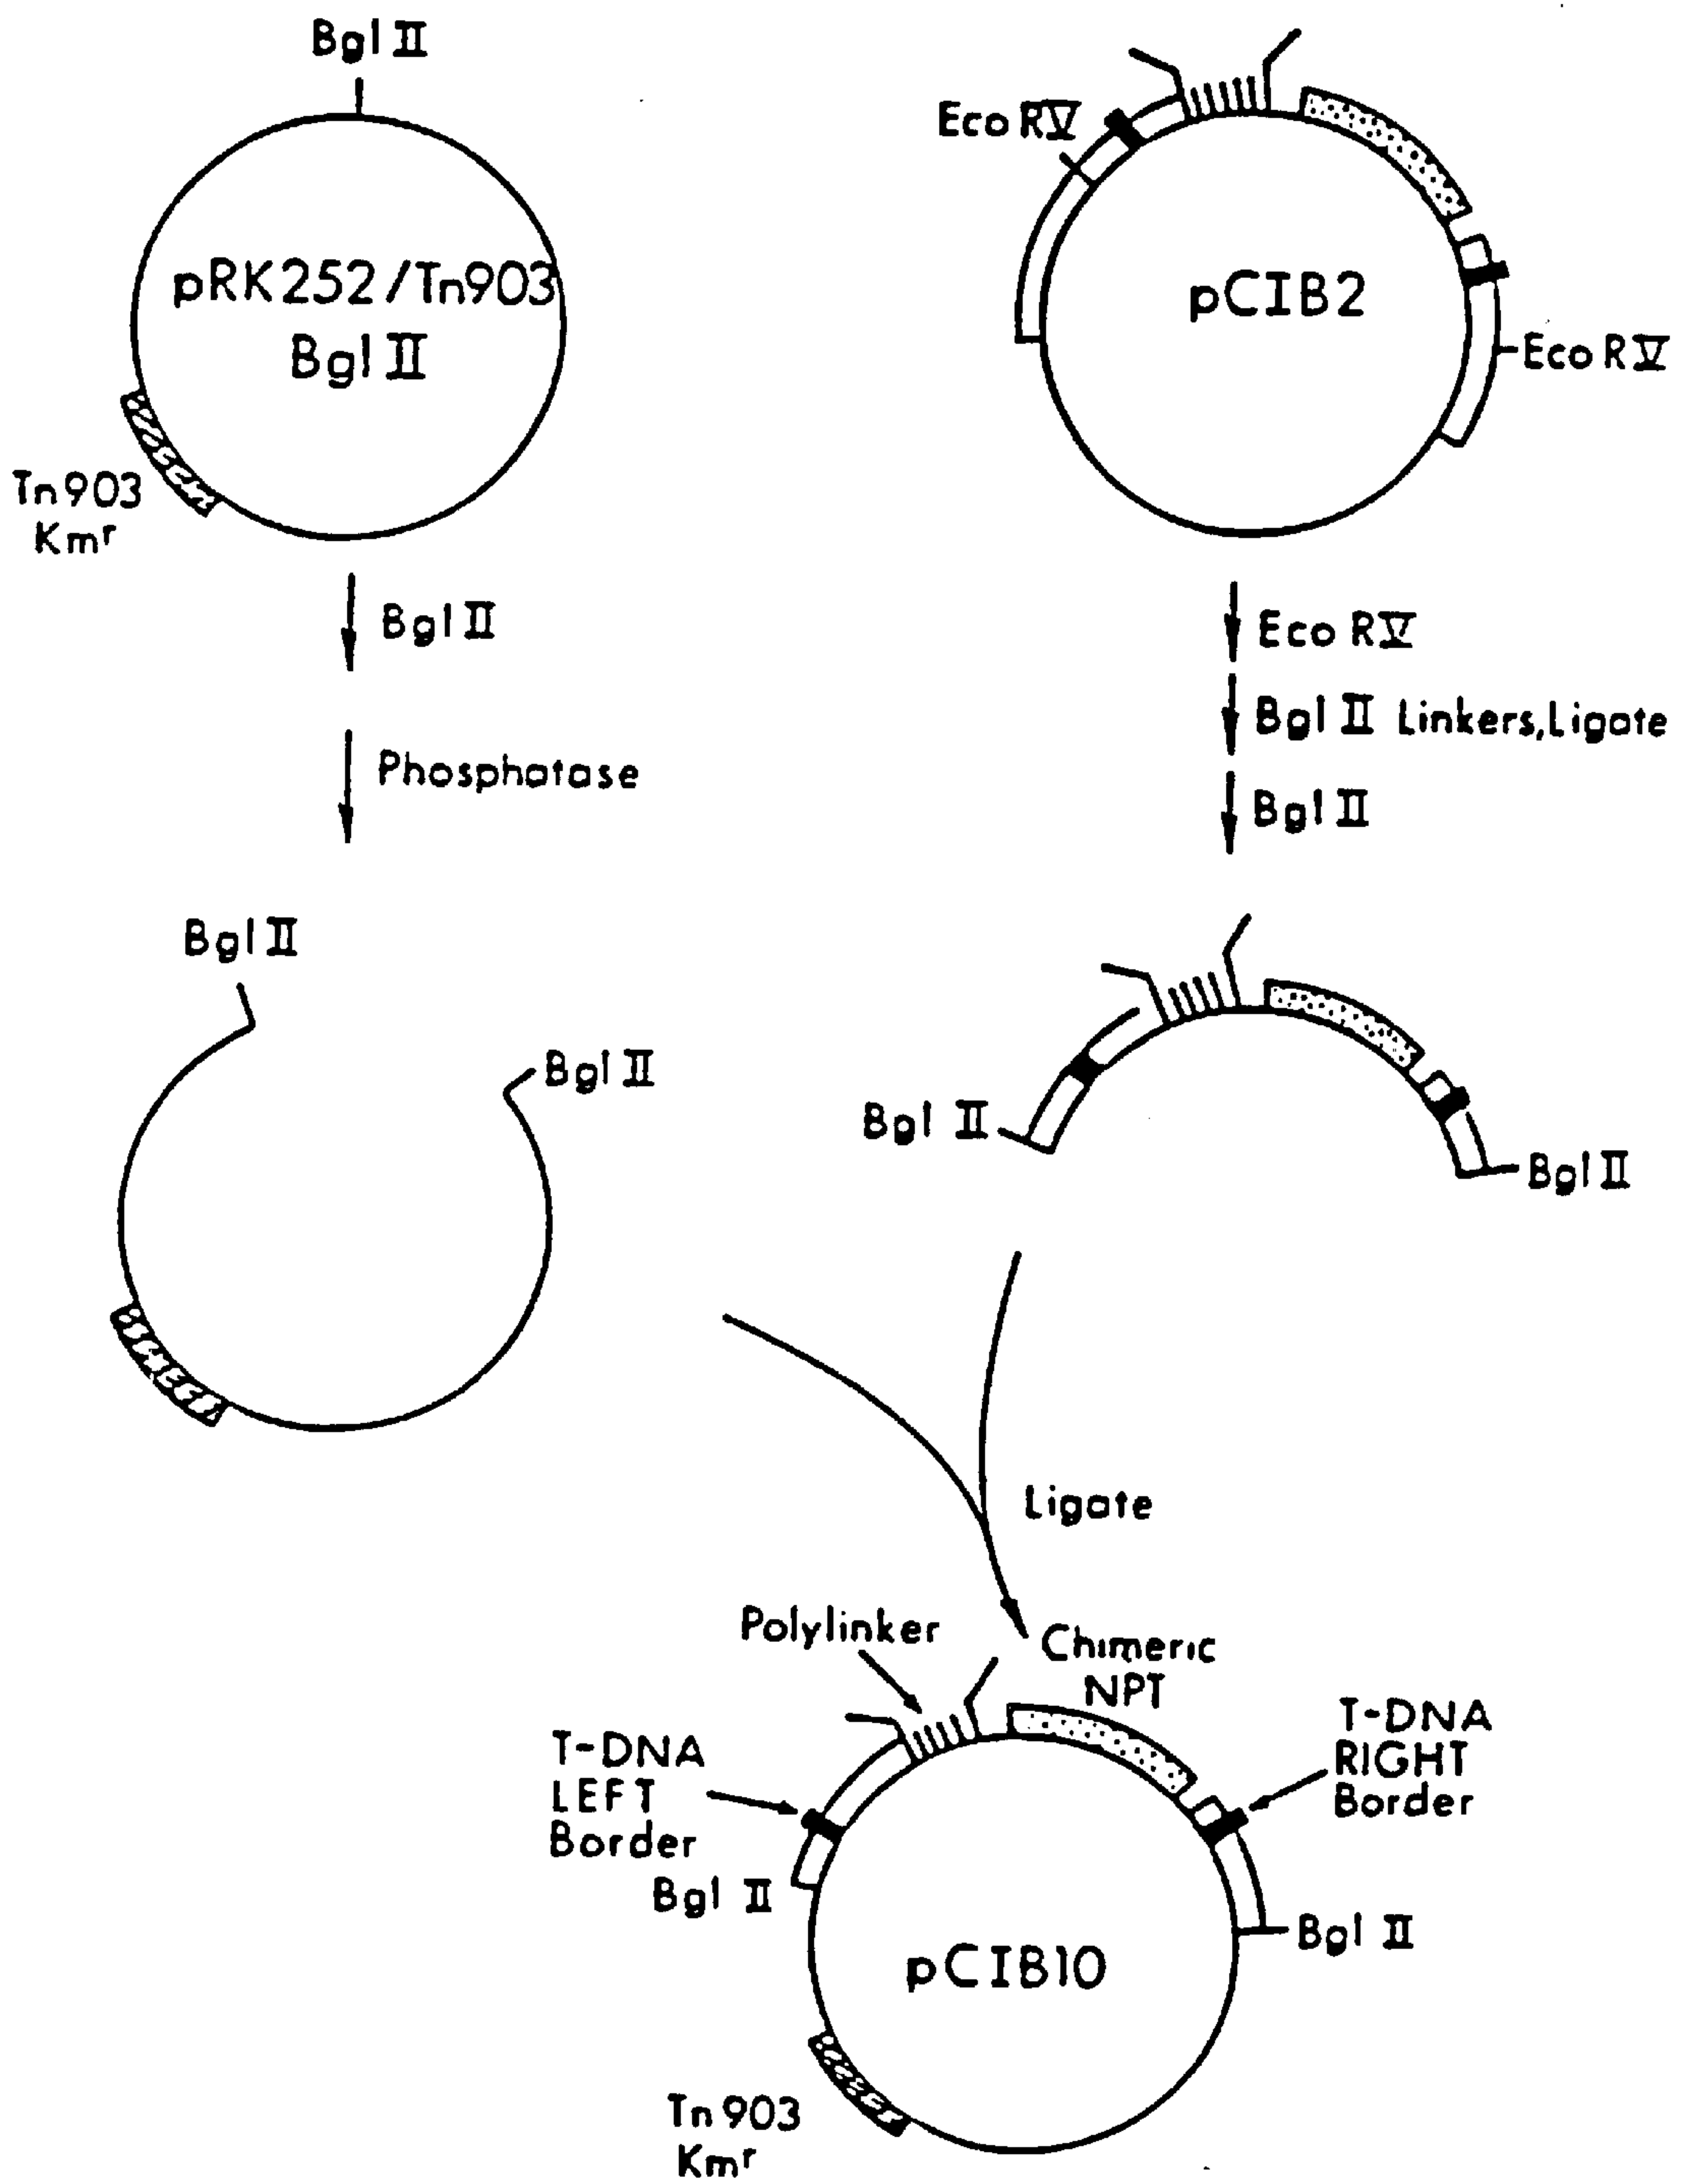 Bgl II
pRK252/Tn903
Bgl II
Tn903
Kmr
Eco RV
pCIB2
Eco RV
Bgl II
Phosphatase
Eco RV
Bgl II Linkers, Ligate
Bgl II
Bgl II
Bgl II
Bgl II
Bgl II
Ligate
Polylinker
Chimeric
NPT
T-DNA
LEFT
Border
T-DNA
RIGHT
Border
Bgl II
Bgl II
pCIB10
Tn903
Kmr